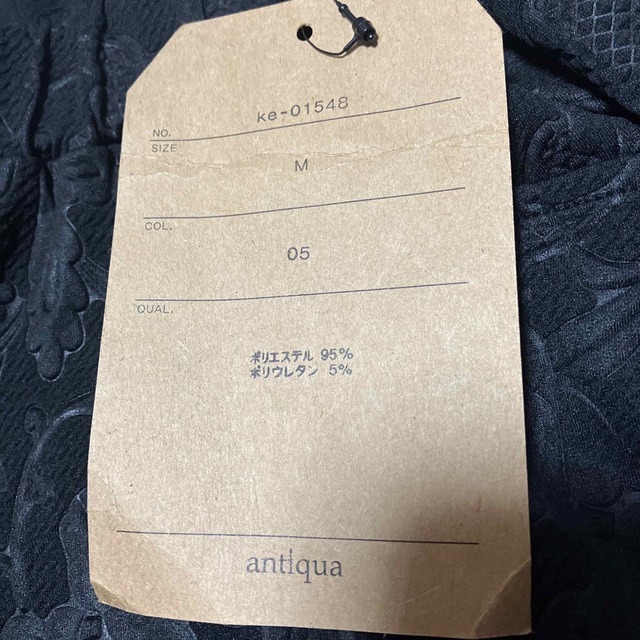 NO. ke-01548
SIZE
M
COL.
05
QUAL.
ポリエステル 95%
ポリウレタン 5%
antiqua